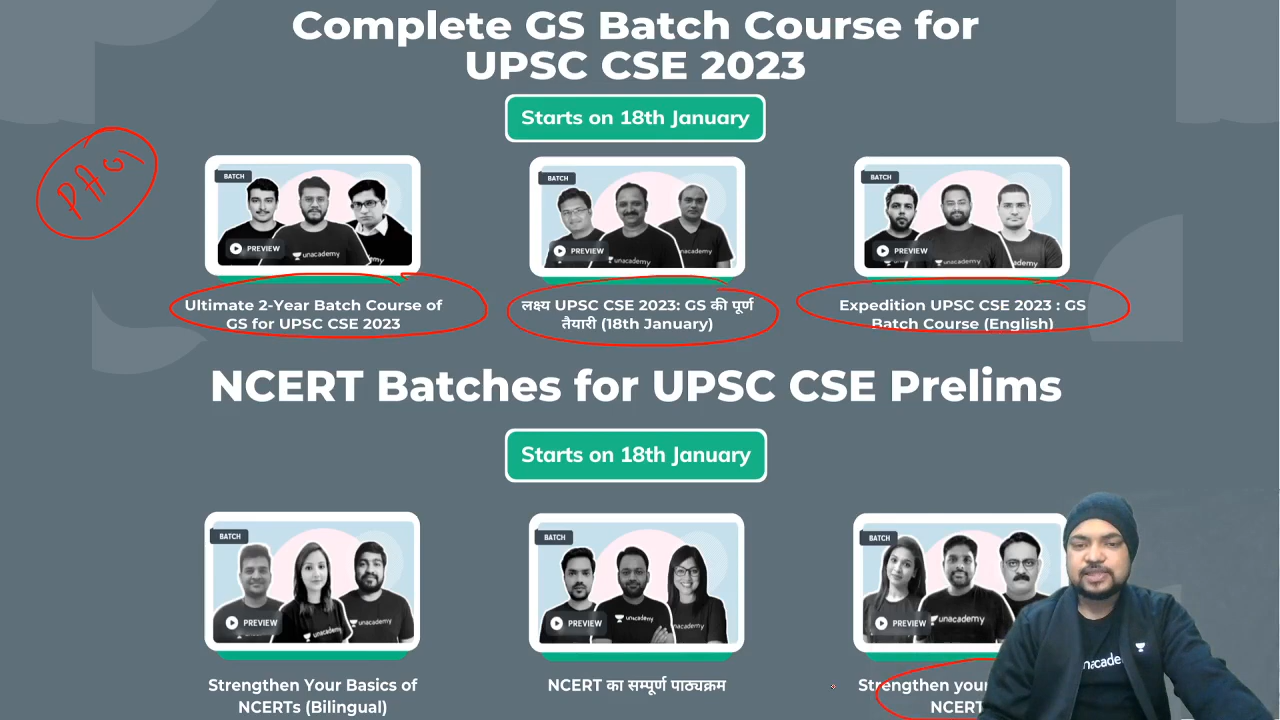 Complete GS Batch Course for
UPSC CSE 2023
Starts on 18th January
PAG1
BATCH
BATCH
BATCH
PREVIEW
PREVIEW
PREVIEW
unacademy
unacademy
unacademy
Ultimate 2-Year Batch Course of
GS for UPSC CSE 2023
लक्ष्य UPSC CSE 2023: GS की पूर्ण
तैयारी (18th January)
Expedition UPSC CSE 2023 : GS
Batch Course (English)
NCERT Batches for UPSC CSE Prelims
Starts on 18th January
BATCH
BATCH
BATCH
PREVIEW
PREVIEW
PREVIEW
unacademy
unacademy
unacademy
Strengthen Your Basics of
NCERTs (Bilingual)
NCERT का सम्पूर्ण पाठ्यक्रम
Strengthen your
NCERT